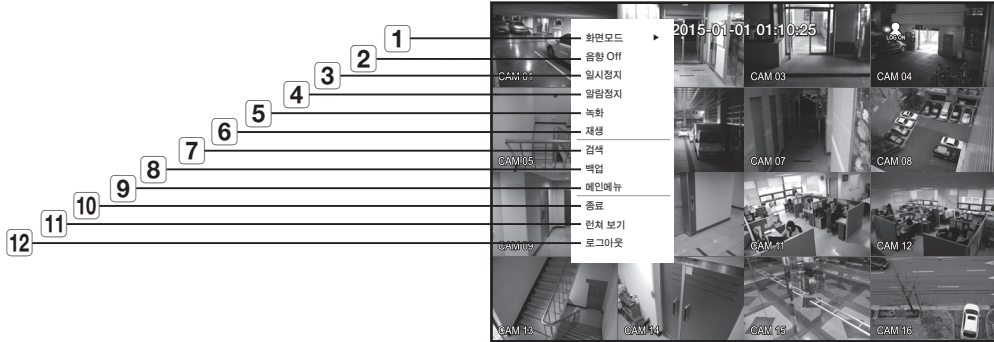 1 화면모드 ▶
2 음향 Off
3 일시정지
4 알람정지
5 녹화
6 재생
7 검색
8 백업
9 메인메뉴
10 종료
11 런쳐 보기
12 로그아웃
2015-01-01 01:10:25
LOG ON
CAM 01
CAM 03
CAM 04
CAM 05
CAM 07
CAM 08
CAM 09
CAM 11
CAM 12
CAM 13
CAM 14
CAM 15
CAM 16